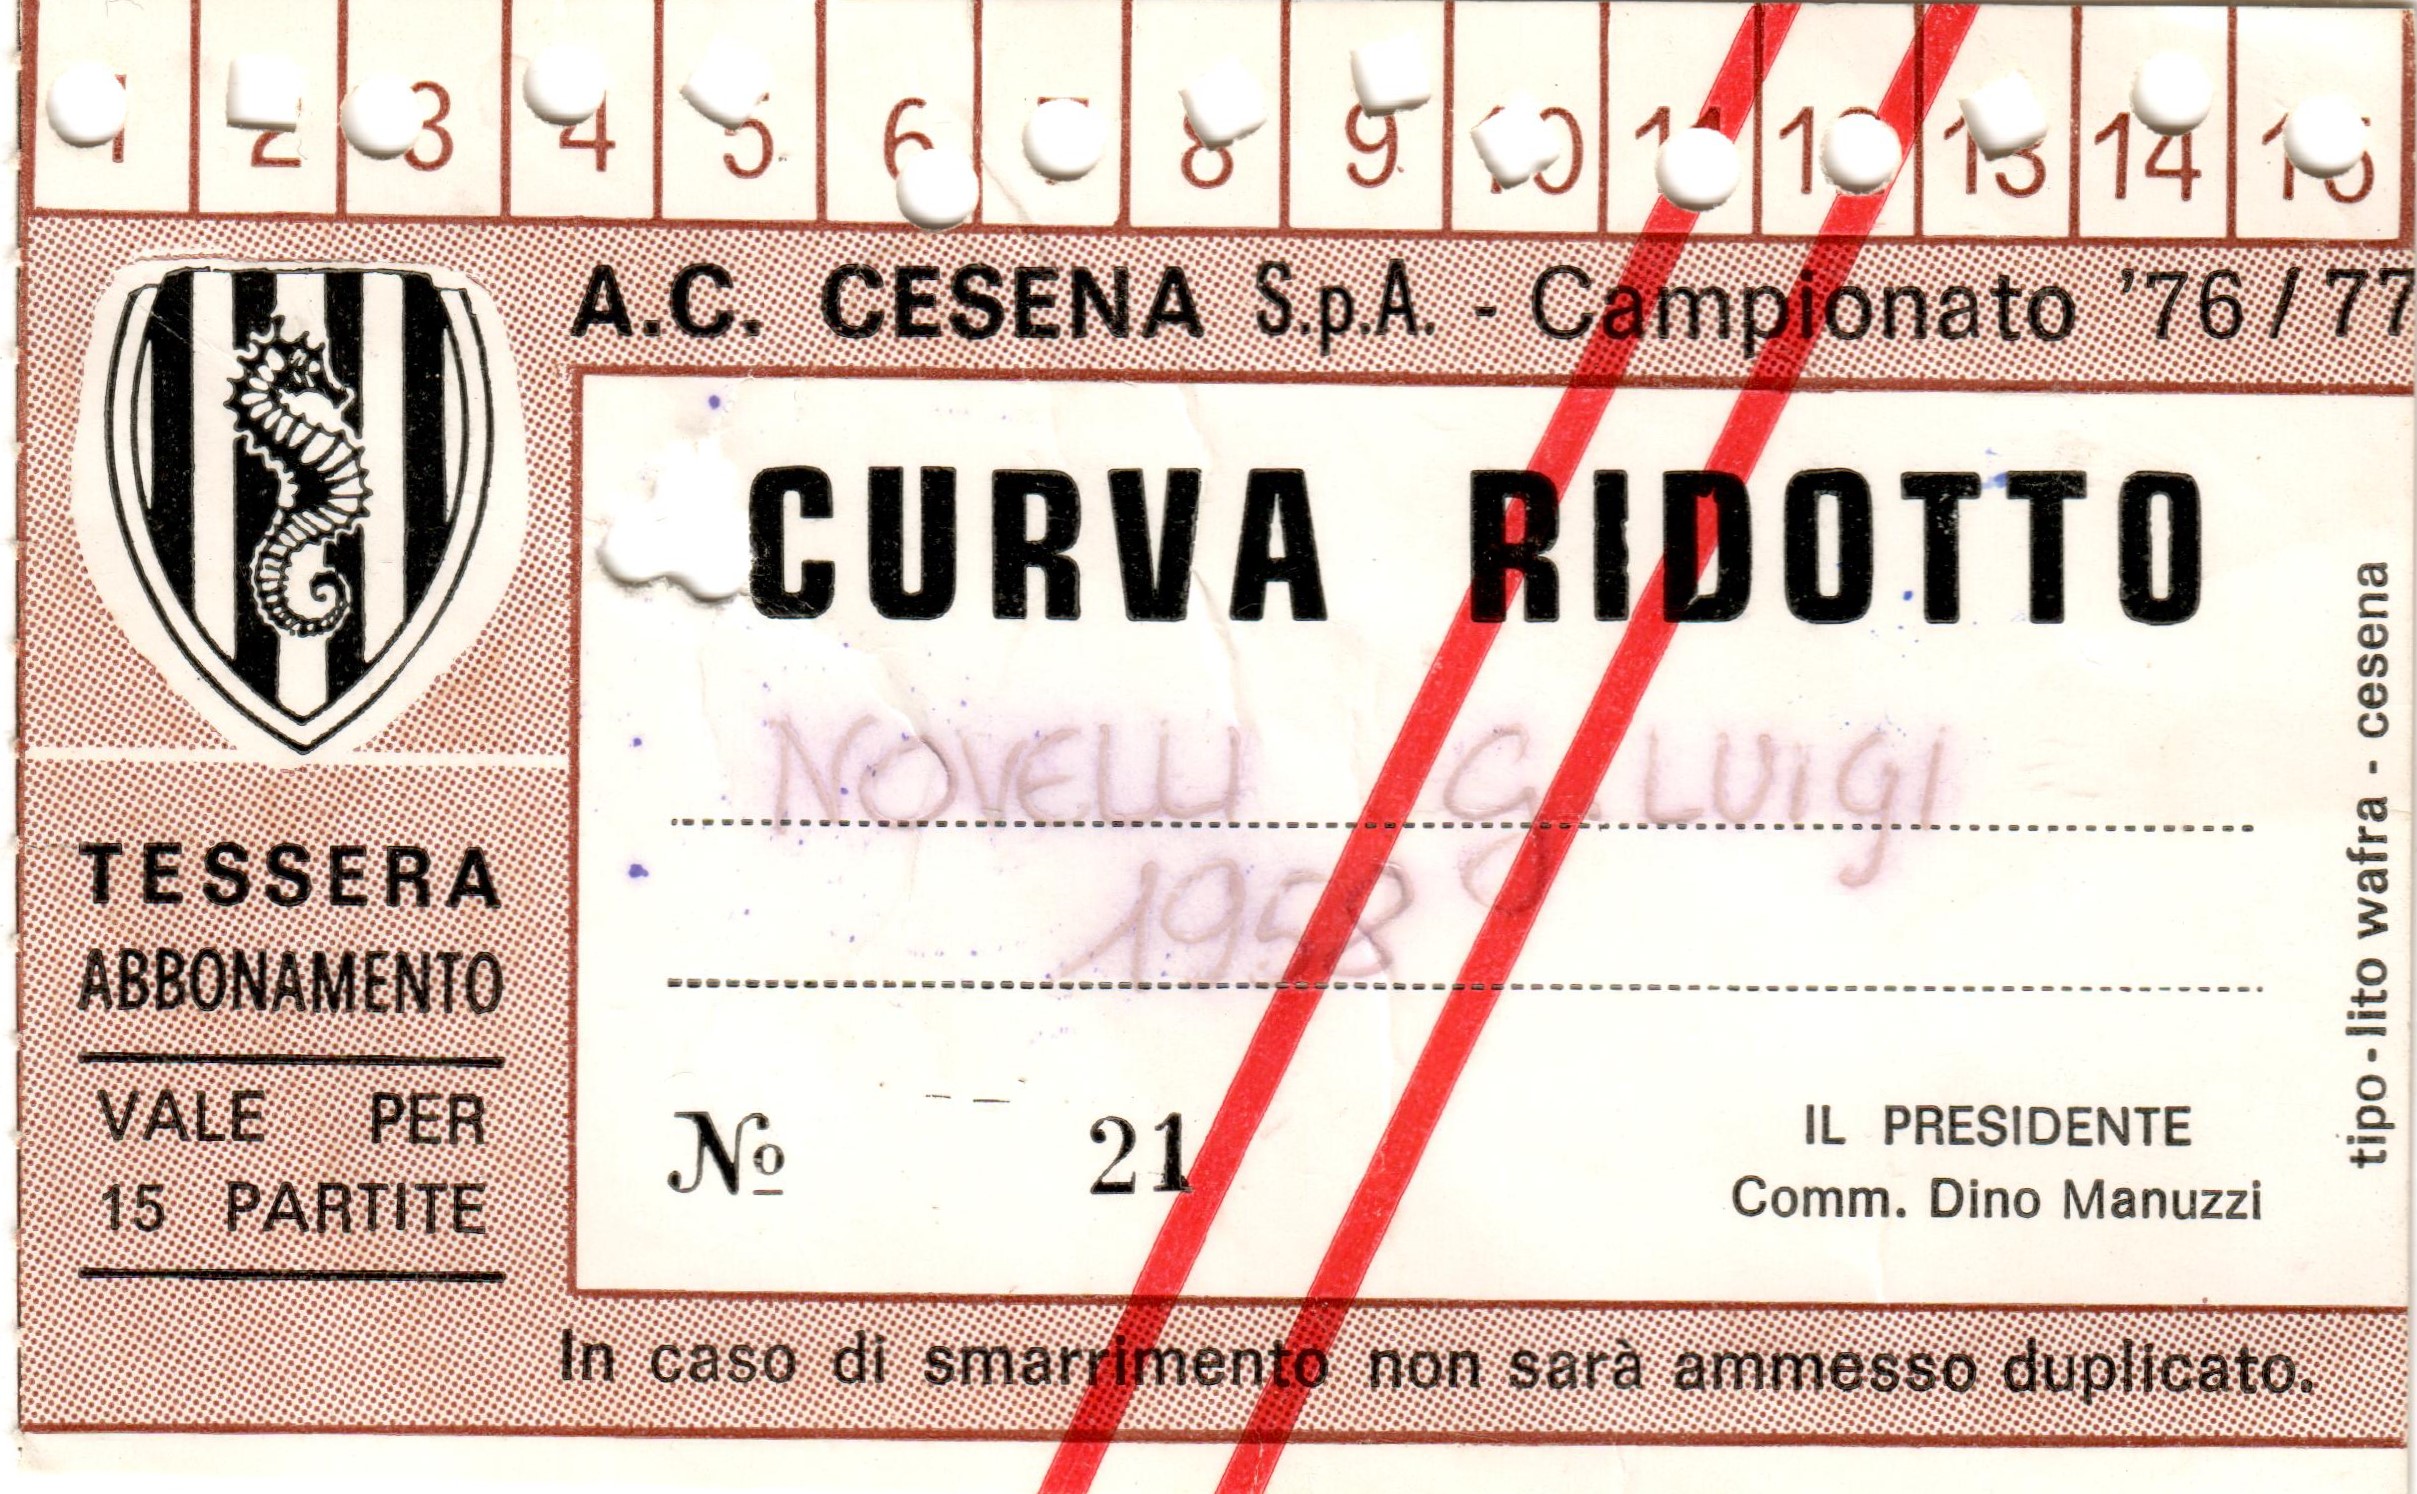 1 2 3 4 5 6 7 8 9 10 11 12 13 14 15
A.C. CESENA S.p.A. - Campionato '76/77
CURVA RIDOTTO
NOVELLI G. LUIGI
1958
Nº 21
IL PRESIDENTE
Comm. Dino Manuzzi
TESSERA
ABBONAMENTO
VALE PER
15 PARTITE
In caso di smarrimento non sarà ammesso duplicato.
tipo-lito wafra - cesena